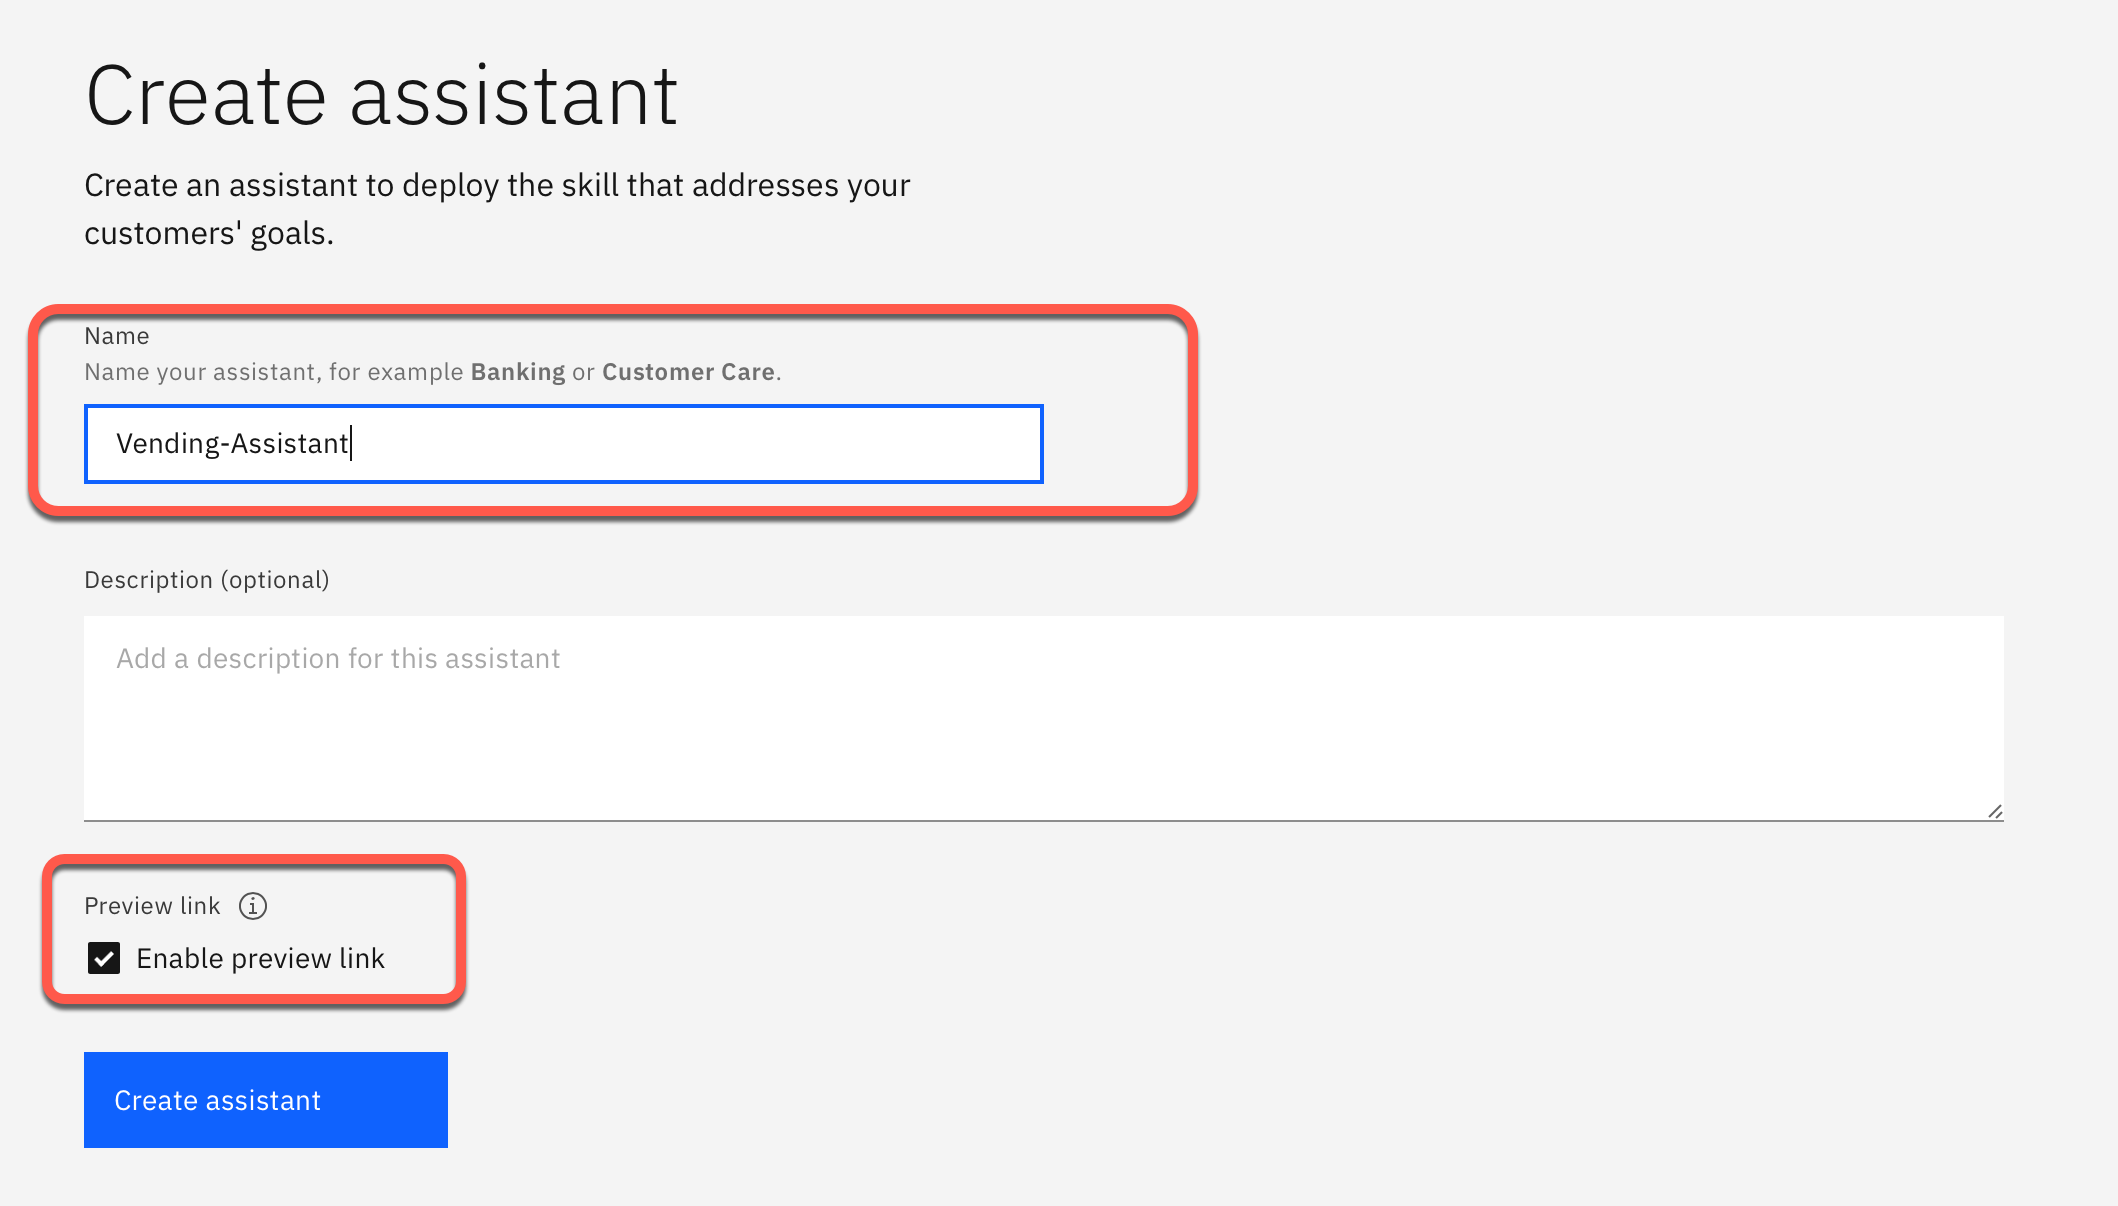 Create assistant
Create an assistant to deploy the skill that addresses your
customers' goals.
Name
Name your assistant, for example Banking or Customer Care.
Vending-Assistant
Description (optional)
Add a description for this assistant
Preview link
Enable preview link
Create assistant